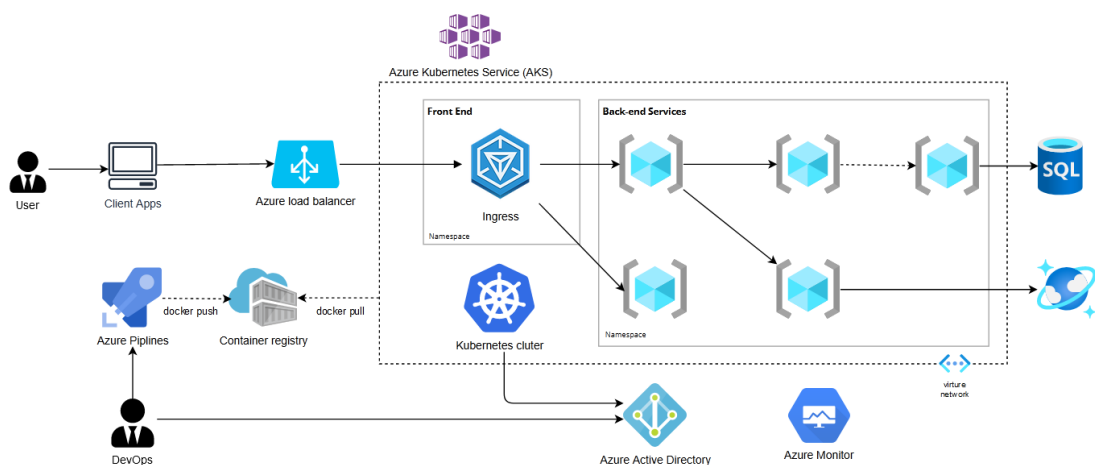 Azure Kubernetes Service (AKS)
Front End
Back-end Services
SQL
User
Client Apps
Azure load balancer
Ingress
Namespace
docker push
docker pull
Azure Piplines
Container registry
Kubernetes cluter
Namespace
virture
network
DevOps
Azure Active Directory
Azure Monitor